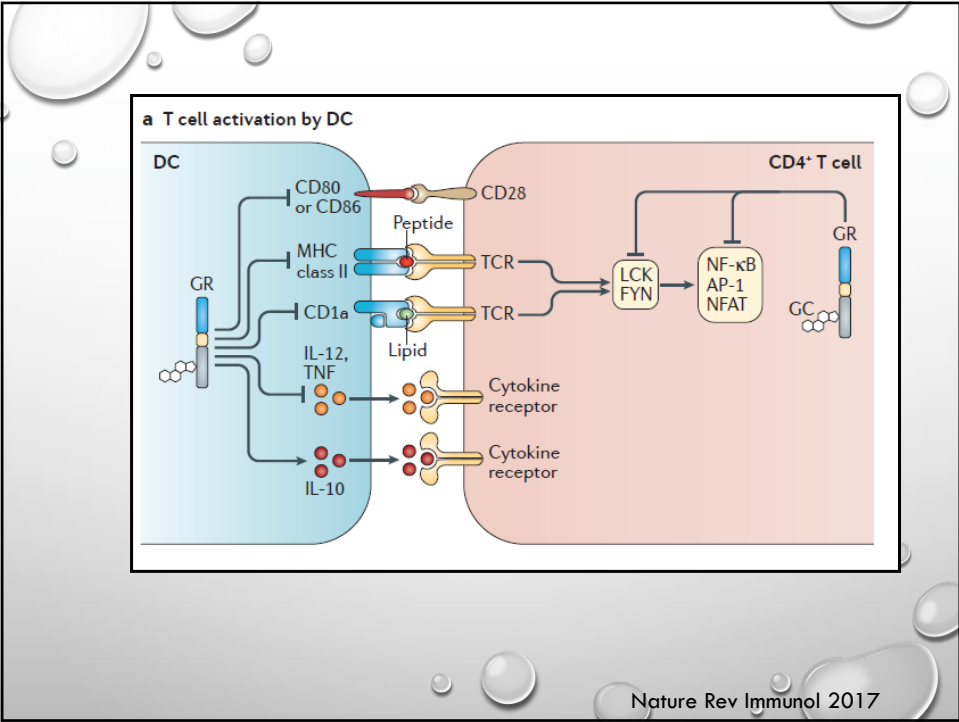 a T cell activation by DC
DC
CD4⁺ T cell
CD80
or CD86
CD28
Peptide
MHC
class II
TCR
GR
CD1a
TCR
Lipid
IL-12,
TNF
Cytokine
receptor
IL-10
Cytokine
receptor
LCK
FYN
NF-κB
AP-1
NFAT
GR
GC
Nature Rev Immunol 2017